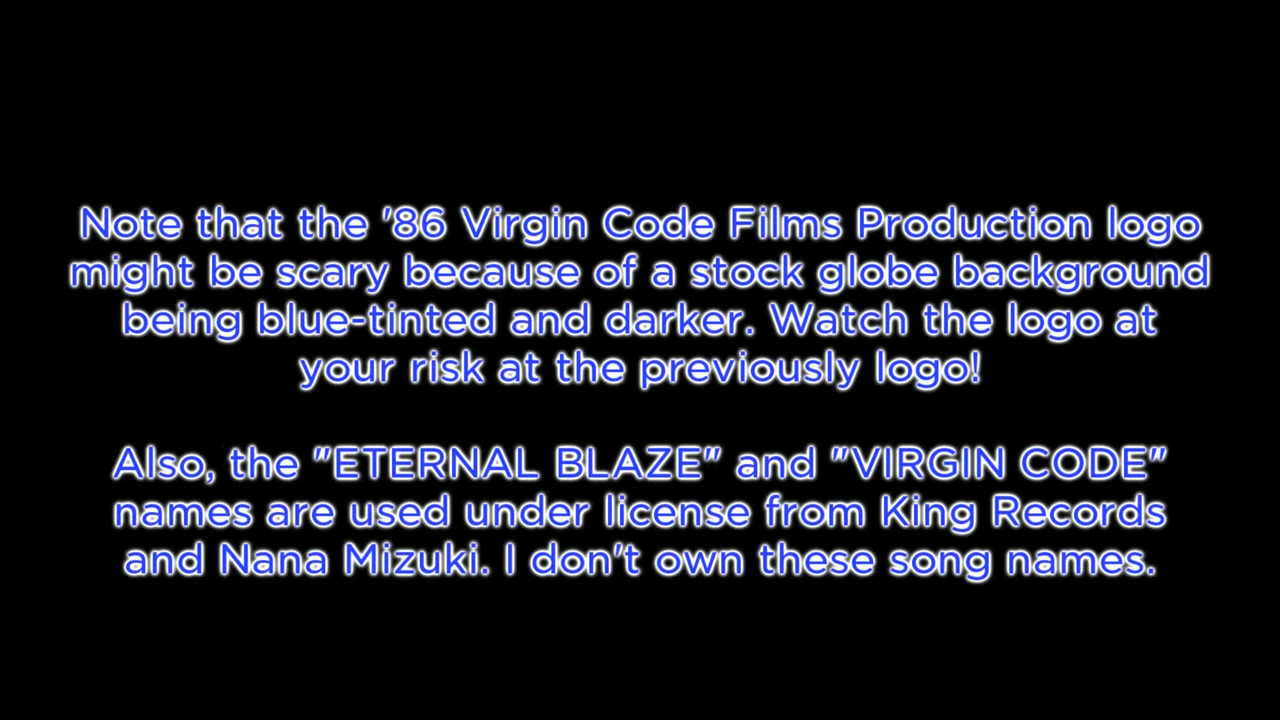 Note that the '86 Virgin Code Films Production logo
might be scary because of a stock globe background
being blue-tinted and darker. Watch the logo at
your risk at the previously logo!
Also, the "ETERNAL BLAZE" and "VIRGIN CODE"
names are used under license from King Records
and Nana Mizuki. I don't own these song names.